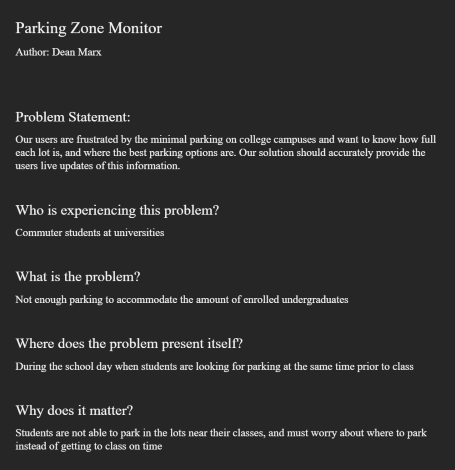 Parking Zone Monitor
Author: Dean Marx
Problem Statement:
Our users are frustrated by the minimal parking on college campuses and want to know how full
each lot is, and where the best parking options are. Our solution should accurately provide the
users live updates of this information.
Who is experiencing this problem?
Commuter students at universities
What is the problem?
Not enough parking to accommodate the amount of enrolled undergraduates
Where does the problem present itself?
During the school day when students are looking for parking at the same time prior to class
Why does it matter?
Students are not able to park in the lots near their classes, and must worry about where to park
instead of getting to class on time